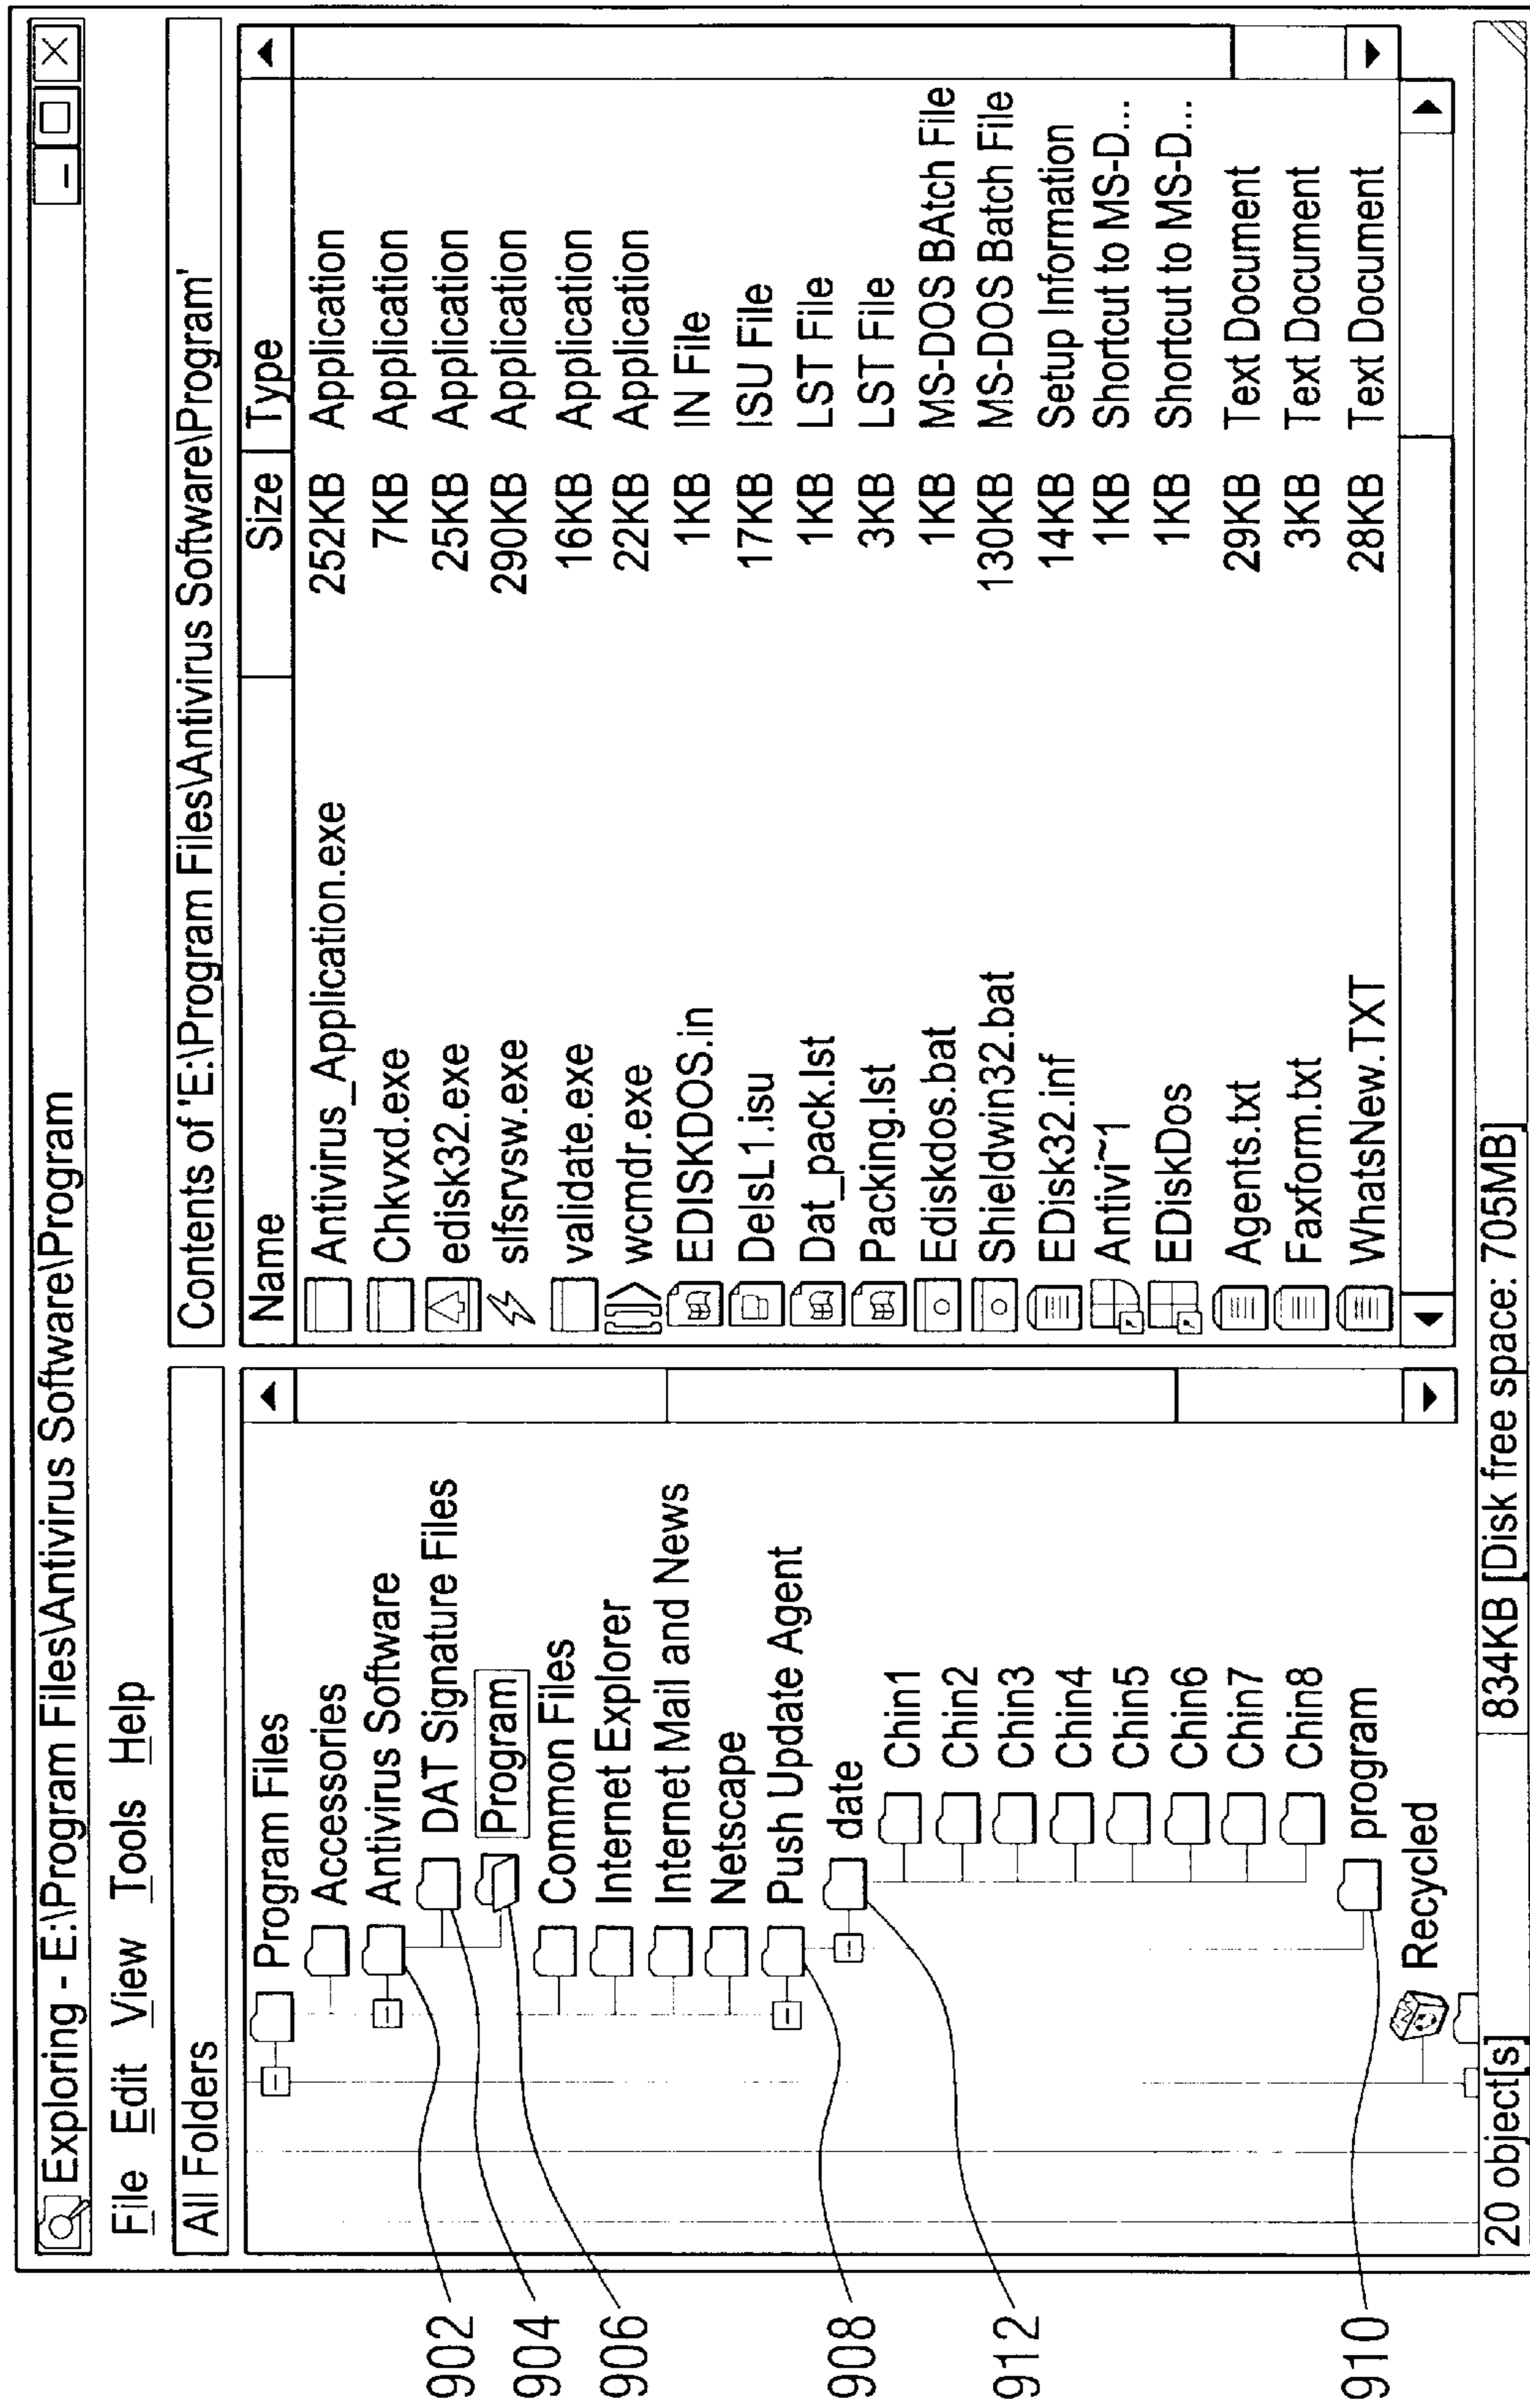 Exploring - E:\Program Files\Antivirus Software\Program
File Edit View Tools Help
All Folders
Contents of 'E:\Program Files\Antivirus Software\Program'
Program Files
Accessories
902 Antivirus Software
904 DAT Signature Files
906 Program
Common Files
Internet Explorer
Internet Mail and News
Netscape
908 Push Update Agent
912 date
Chin1
Chin2
Chin3
Chin4
Chin5
Chin6
Chin7
Chin8
910 program
Recycled
Name Size Type
Antivirus_Application.exe 252KB Application
Chkvxd.exe 7KB Application
edisk32.exe 25KB Application
slfsrvsw.exe 290KB Application
validate.exe 16KB Application
wcmdr.exe 22KB Application
EDISKDOS.in 1KB IN File
DelsL1.isu 17KB ISU File
Dat_pack.lst 1KB LST File
Packing.lst 3KB LST File
Ediskdos.bat 1KB MS-DOS BAtch File
Shieldwin32.bat 130KB MS-DOS Batch File
EDisk32.inf 14KB Setup Information
Antivi~1 1KB Shortcut to MS-D...
EDiskDos 1KB Shortcut to MS-D...
Agents.txt 29KB Text Document
Faxform.txt 3KB Text Document
WhatsNew.TXT 28KB Text Document
20 object[s] 834KB [Disk free space: 705MB]